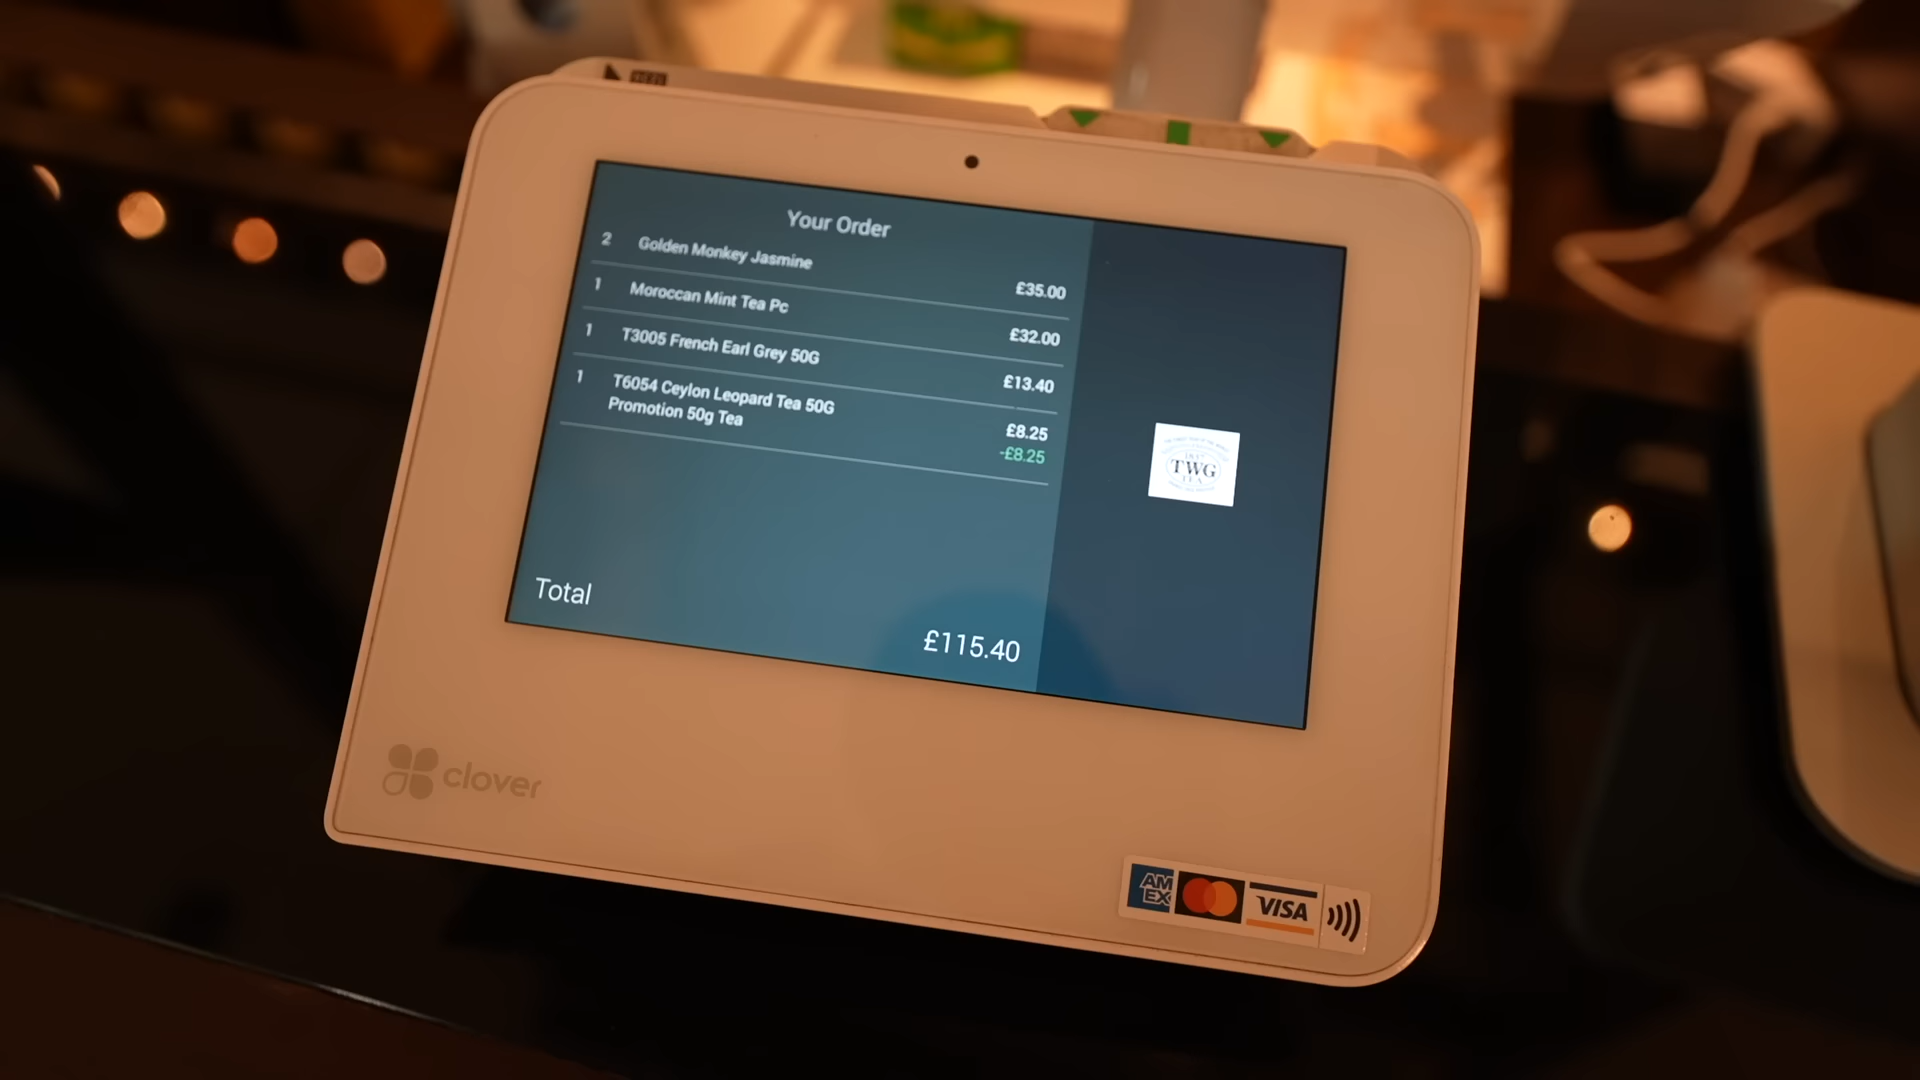 Your Order
2 Golden Monkey Jasmine £35.00
1 Moroccan Mint Tea Pc £32.00
1 T3005 French Earl Grey 50G £13.40
1 T6054 Ceylon Leopard Tea 50G £8.25
Promotion 50g Tea -£8.25
Total £115.40
TWG
TEA
clover
AM
EX
VISA